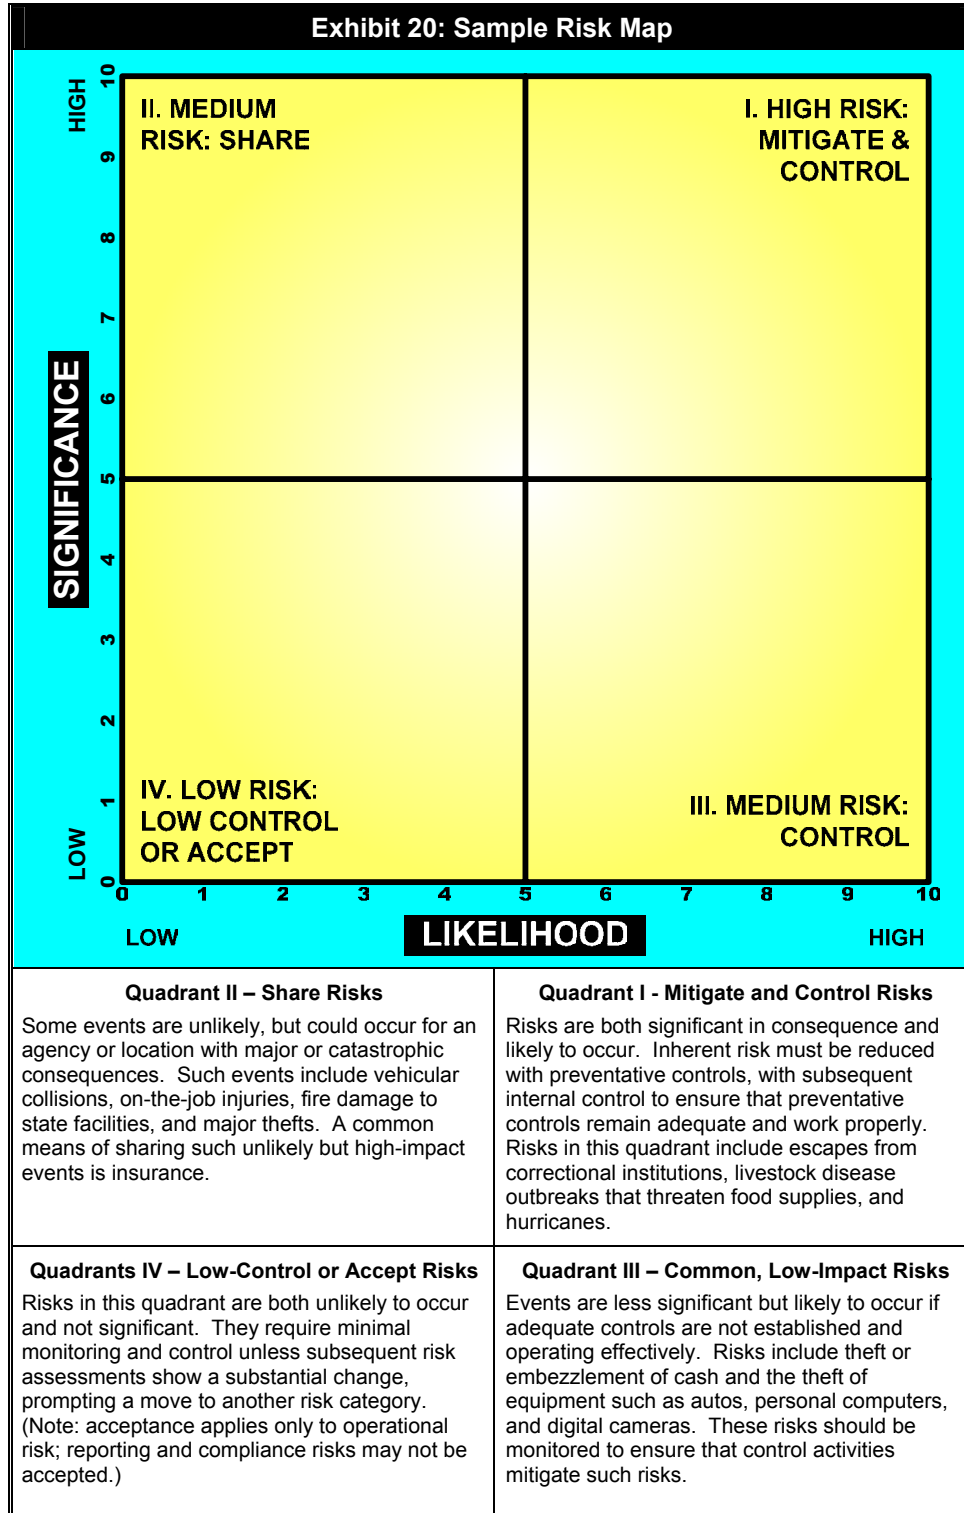 Exhibit 20: Sample Risk Map
HIGH
10
9
8
7
6
5
4
3
2
1
0
LOW
SIGNIFICANCE
II. MEDIUM
RISK: SHARE
I. HIGH RISK:
MITIGATE &
CONTROL
IV. LOW RISK:
LOW CONTROL
OR ACCEPT
III. MEDIUM RISK:
CONTROL
0 1 2 3 4 5 6 7 8 9 10
LOW LIKELIHOOD HIGH
Quadrant II – Share Risks
Some events are unlikely, but could occur for an
agency or location with major or catastrophic
consequences. Such events include vehicular
collisions, on-the-job injuries, fire damage to
state facilities, and major thefts. A common
means of sharing such unlikely but high-impact
events is insurance.
Quadrant I - Mitigate and Control Risks
Risks are both significant in consequence and
likely to occur. Inherent risk must be reduced
with preventative controls, with subsequent
internal control to ensure that preventative
controls remain adequate and work properly.
Risks in this quadrant include escapes from
correctional institutions, livestock disease
outbreaks that threaten food supplies, and
hurricanes.
Quadrants IV – Low-Control or Accept Risks
Risks in this quadrant are both unlikely to occur
and not significant. They require minimal
monitoring and control unless subsequent risk
assessments show a substantial change,
prompting a move to another risk category.
(Note: acceptance applies only to operational
risk; reporting and compliance risks may not be
accepted.)
Quadrant III – Common, Low-Impact Risks
Events are less significant but likely to occur if
adequate controls are not established and
operating effectively. Risks include theft or
embezzlement of cash and the theft of
equipment such as autos, personal computers,
and digital cameras. These risks should be
monitored to ensure that control activities
mitigate such risks.